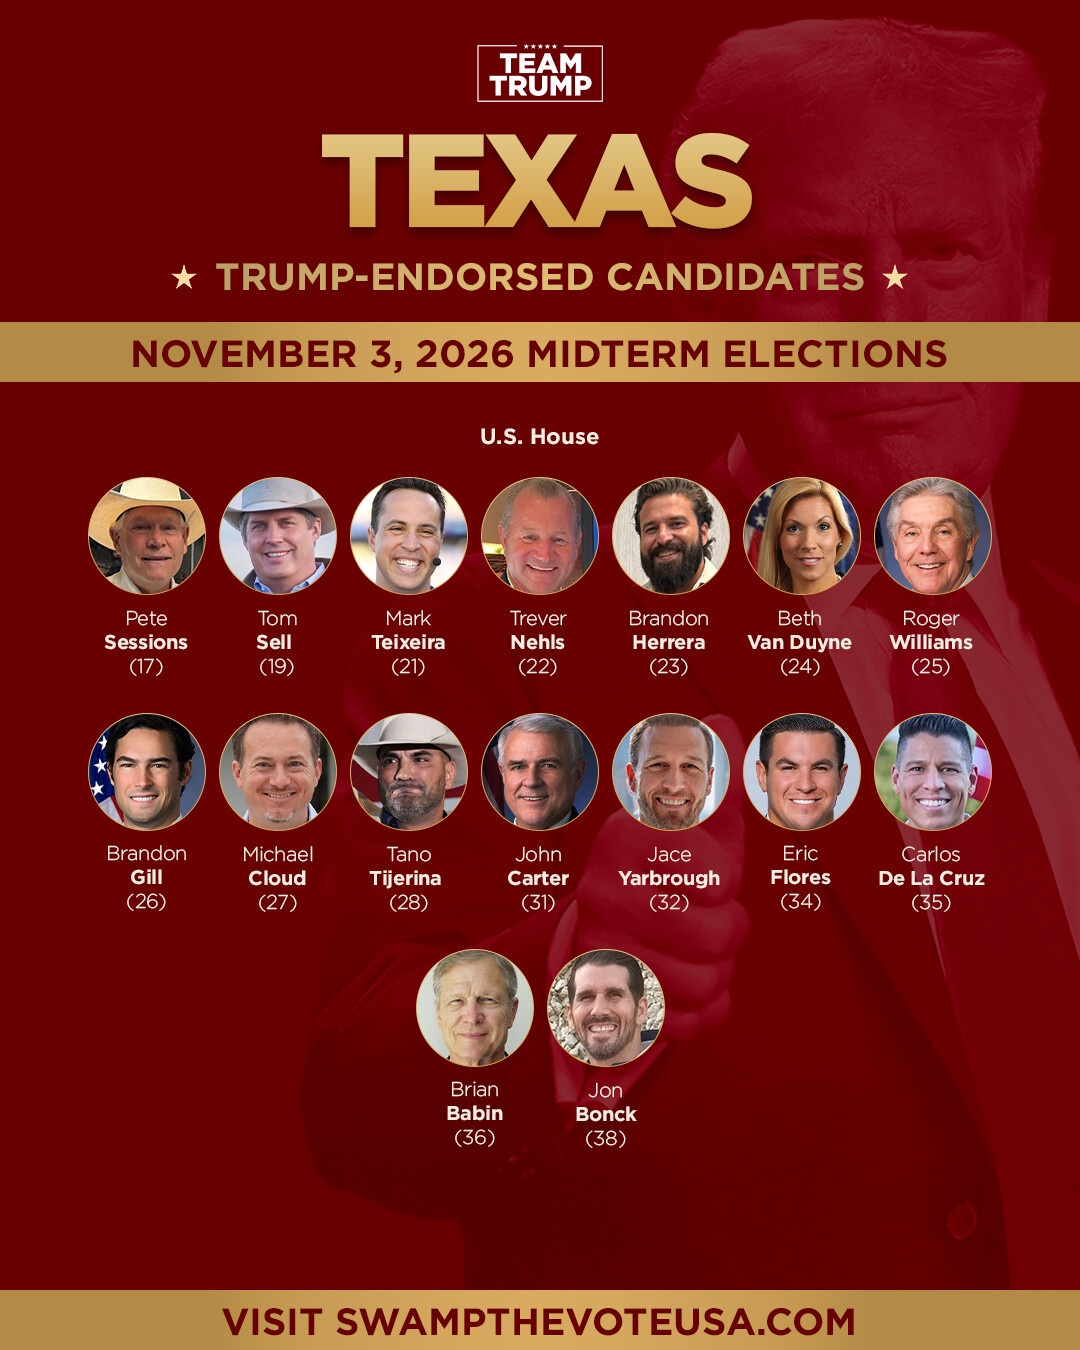 TEAM
TRUMP
TEXAS
TRUMP-ENDORSED CANDIDATES
NOVEMBER 3, 2026 MIDTERM ELECTIONS
U.S. House
Pete
Sessions
(17)
Tom
Sell
(19)
Mark
Teixeira
(21)
Trever
Nehls
(22)
Brandon
Herrera
(23)
Beth
Van Duyne
(24)
Roger
Williams
(25)
Brandon
Gill
(26)
Michael
Cloud
(27)
Tano
Tijerina
(28)
John
Carter
(31)
Jace
Yarbrough
(32)
Eric
Flores
(34)
Carlos
De La Cruz
(35)
Brian
Babin
(36)
Jon
Bonck
(38)
VISIT SWAMPTHEVOTEUSA.COM